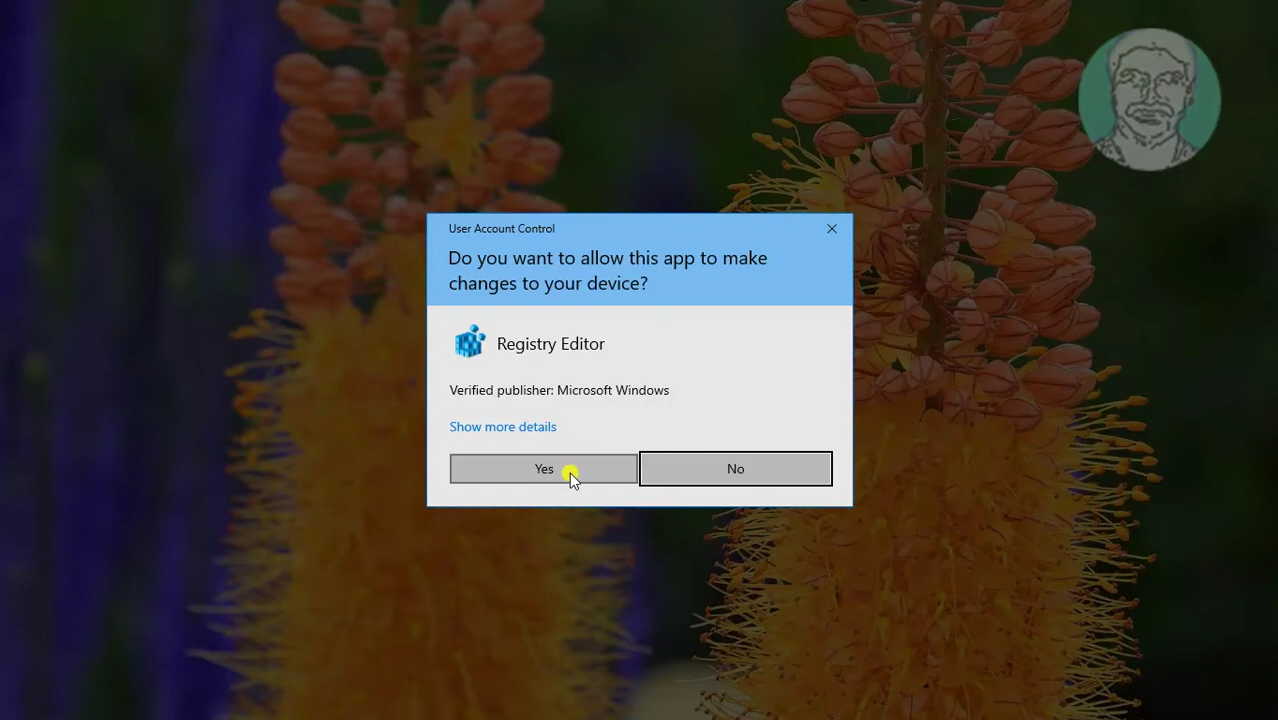 User Account Control
Do you want to allow this app to make
changes to your device?
Registry Editor
Verified publisher: Microsoft Windows
Show more details
Yes
No